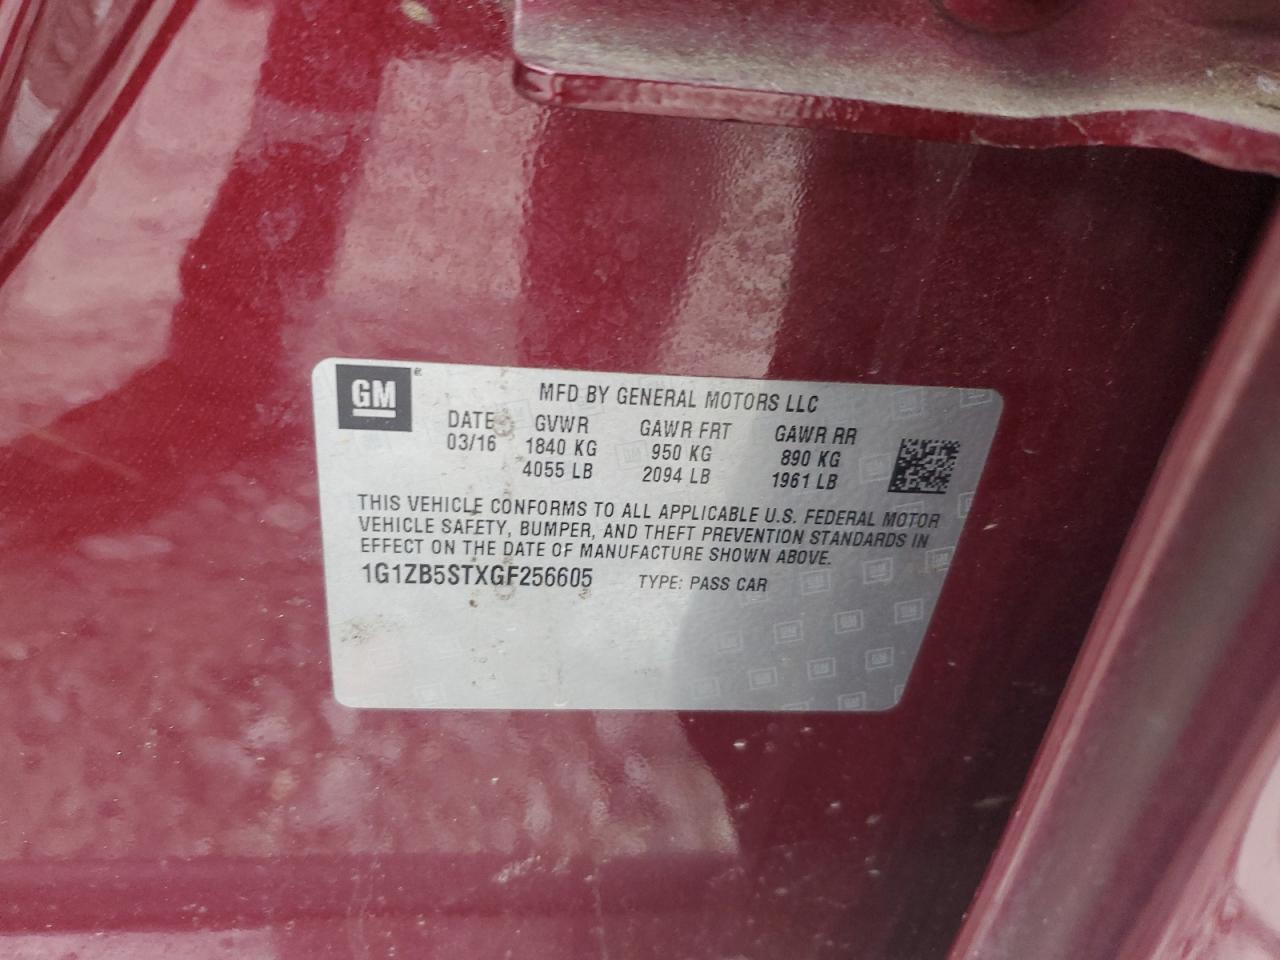 GM
MFD BY GENERAL MOTORS LLC
DATE GVWR GAWR FRT GAWR RR
03/16 1840 KG 950 KG 890 KG
4055 LB 2094 LB 1961 LB
THIS VEHICLE CONFORMS TO ALL APPLICABLE U.S. FEDERAL MOTOR
VEHICLE SAFETY, BUMPER, AND THEFT PREVENTION STANDARDS IN
EFFECT ON THE DATE OF MANUFACTURE SHOWN ABOVE.
1G1ZB5STXGF256605 TYPE: PASS CAR